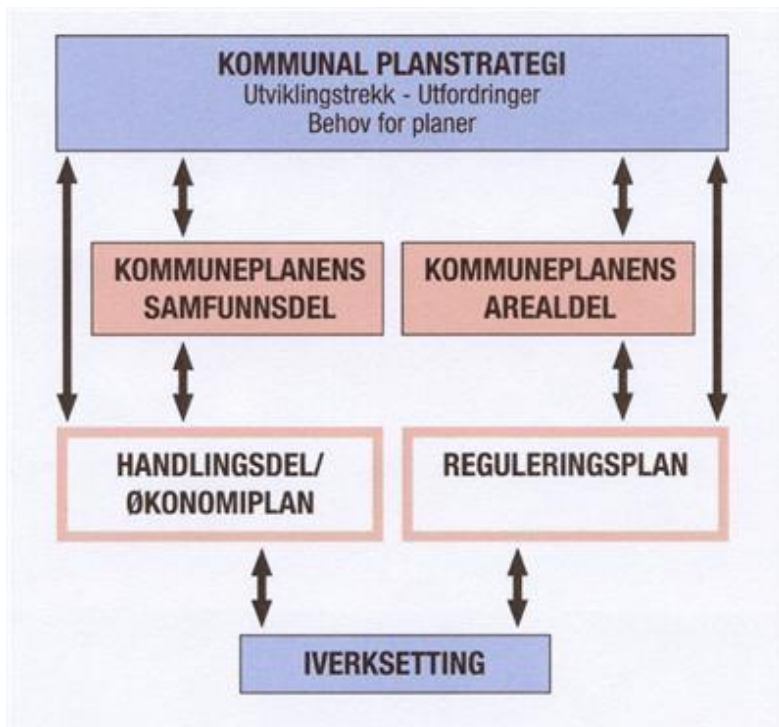 KOMMUNAL PLANSTRATEGI
Utviklingstrekk - Utfordringer
Behov for planer
KOMMUNEPLANENS
SAMFUNNSDEL
KOMMUNEPLANENS
AREALDEL
HANDLINGSDEL/
ØKONOMIPLAN
REGULERINGSPLAN
IVERKSETTING